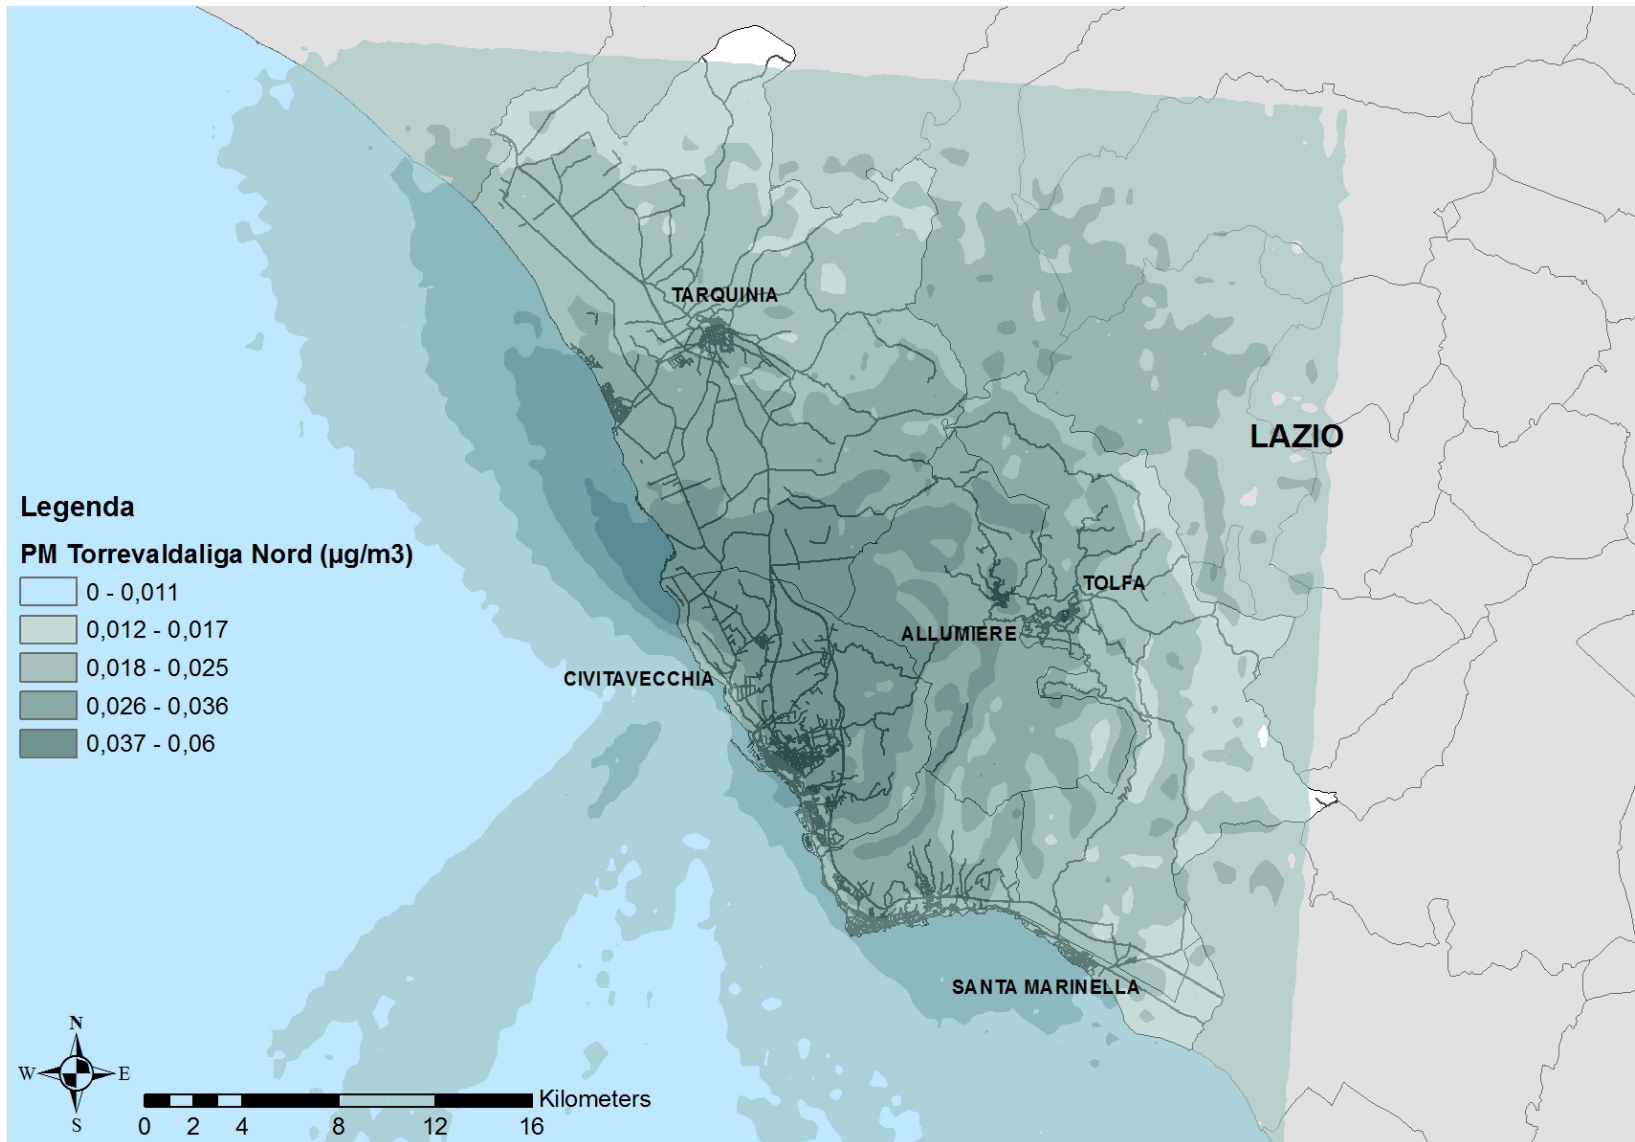 TARQUINIA
LAZIO
Legenda
PM Torrevaldaliga Nord (µg/m3)
0 - 0,011
0,012 - 0,017
0,018 - 0,025
0,026 - 0,036
0,037 - 0,06
TOLFA
ALLUMIERE
CIVITAVECCHIA
SANTA MARINELLA
N
W E
S
Kilometers
0 2 4 8 12 16